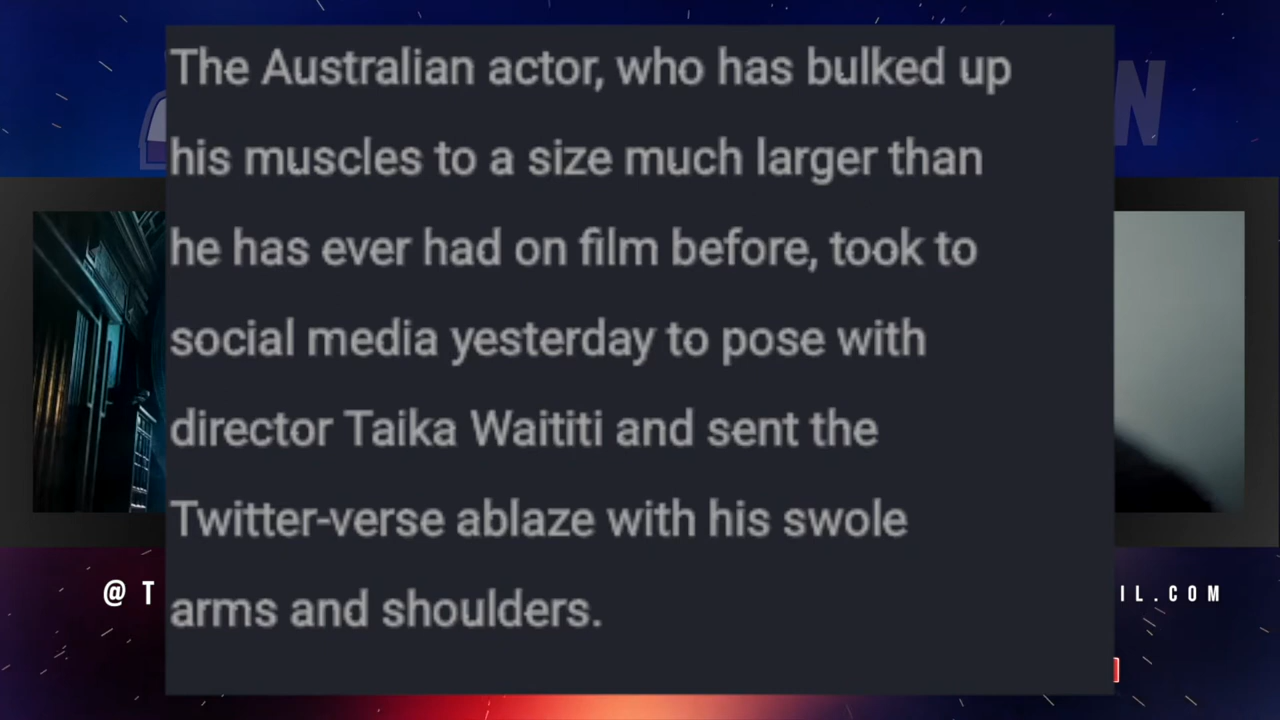 The Australian actor, who has bulked up
his muscles to a size much larger than
he has ever had on film before, took to
social media yesterday to pose with
director Taika Waititi and sent the
Twitter-verse ablaze with his swole
arms and shoulders.
@ T
IL.COM
N